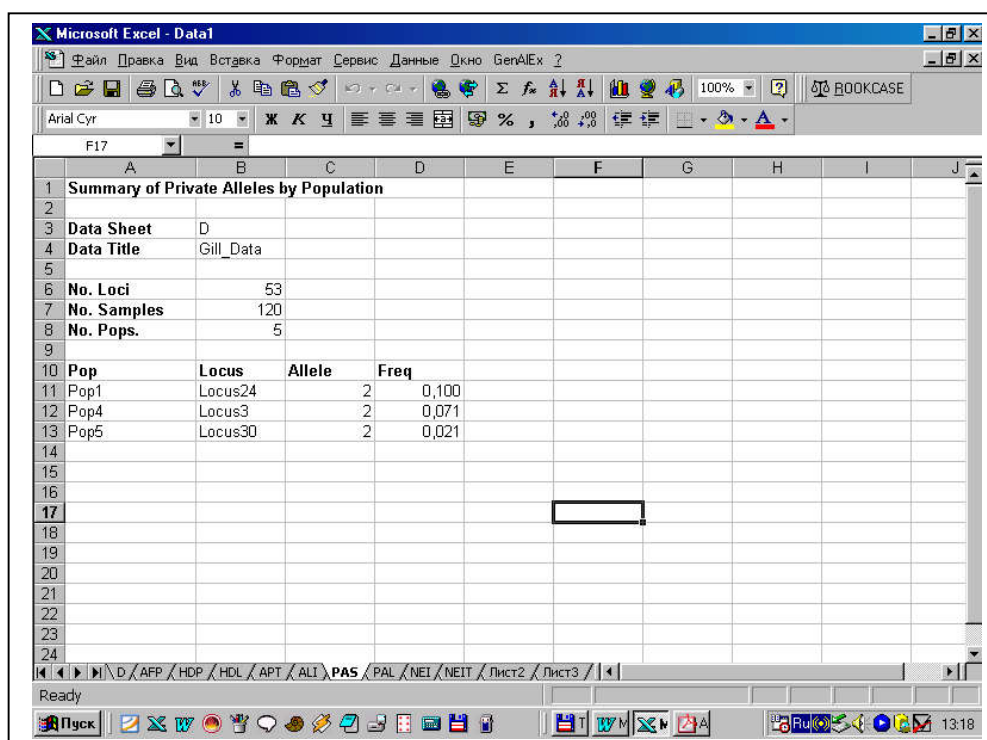 Microsoft Excel - Data1
Файл Правка Вид Вставка Формат Сервис Данные Окно GenAlEx ?
100% BOOKCASE
Arial Cyr 10 Ж К Ч
F17 =
A B C D E F G H I J
1 Summary of Private Alleles by Population
2
3 Data Sheet D
4 Data Title Gill_Data
5
6 No. Loci 53
7 No. Samples 120
8 No. Pops. 5
9
10 Pop Locus Allele Freq
11 Pop1 Locus24 2 0,100
12 Pop4 Locus3 2 0,071
13 Pop5 Locus30 2 0,021
14
15
16
17
18
19
20
21
22
23
24
D / AFP / HDP / HDL / APT / ALI \ PAS / PAL / NEI / NEIT / Лист2 / Лист3 /
Ready
Пуск Ru 13:18